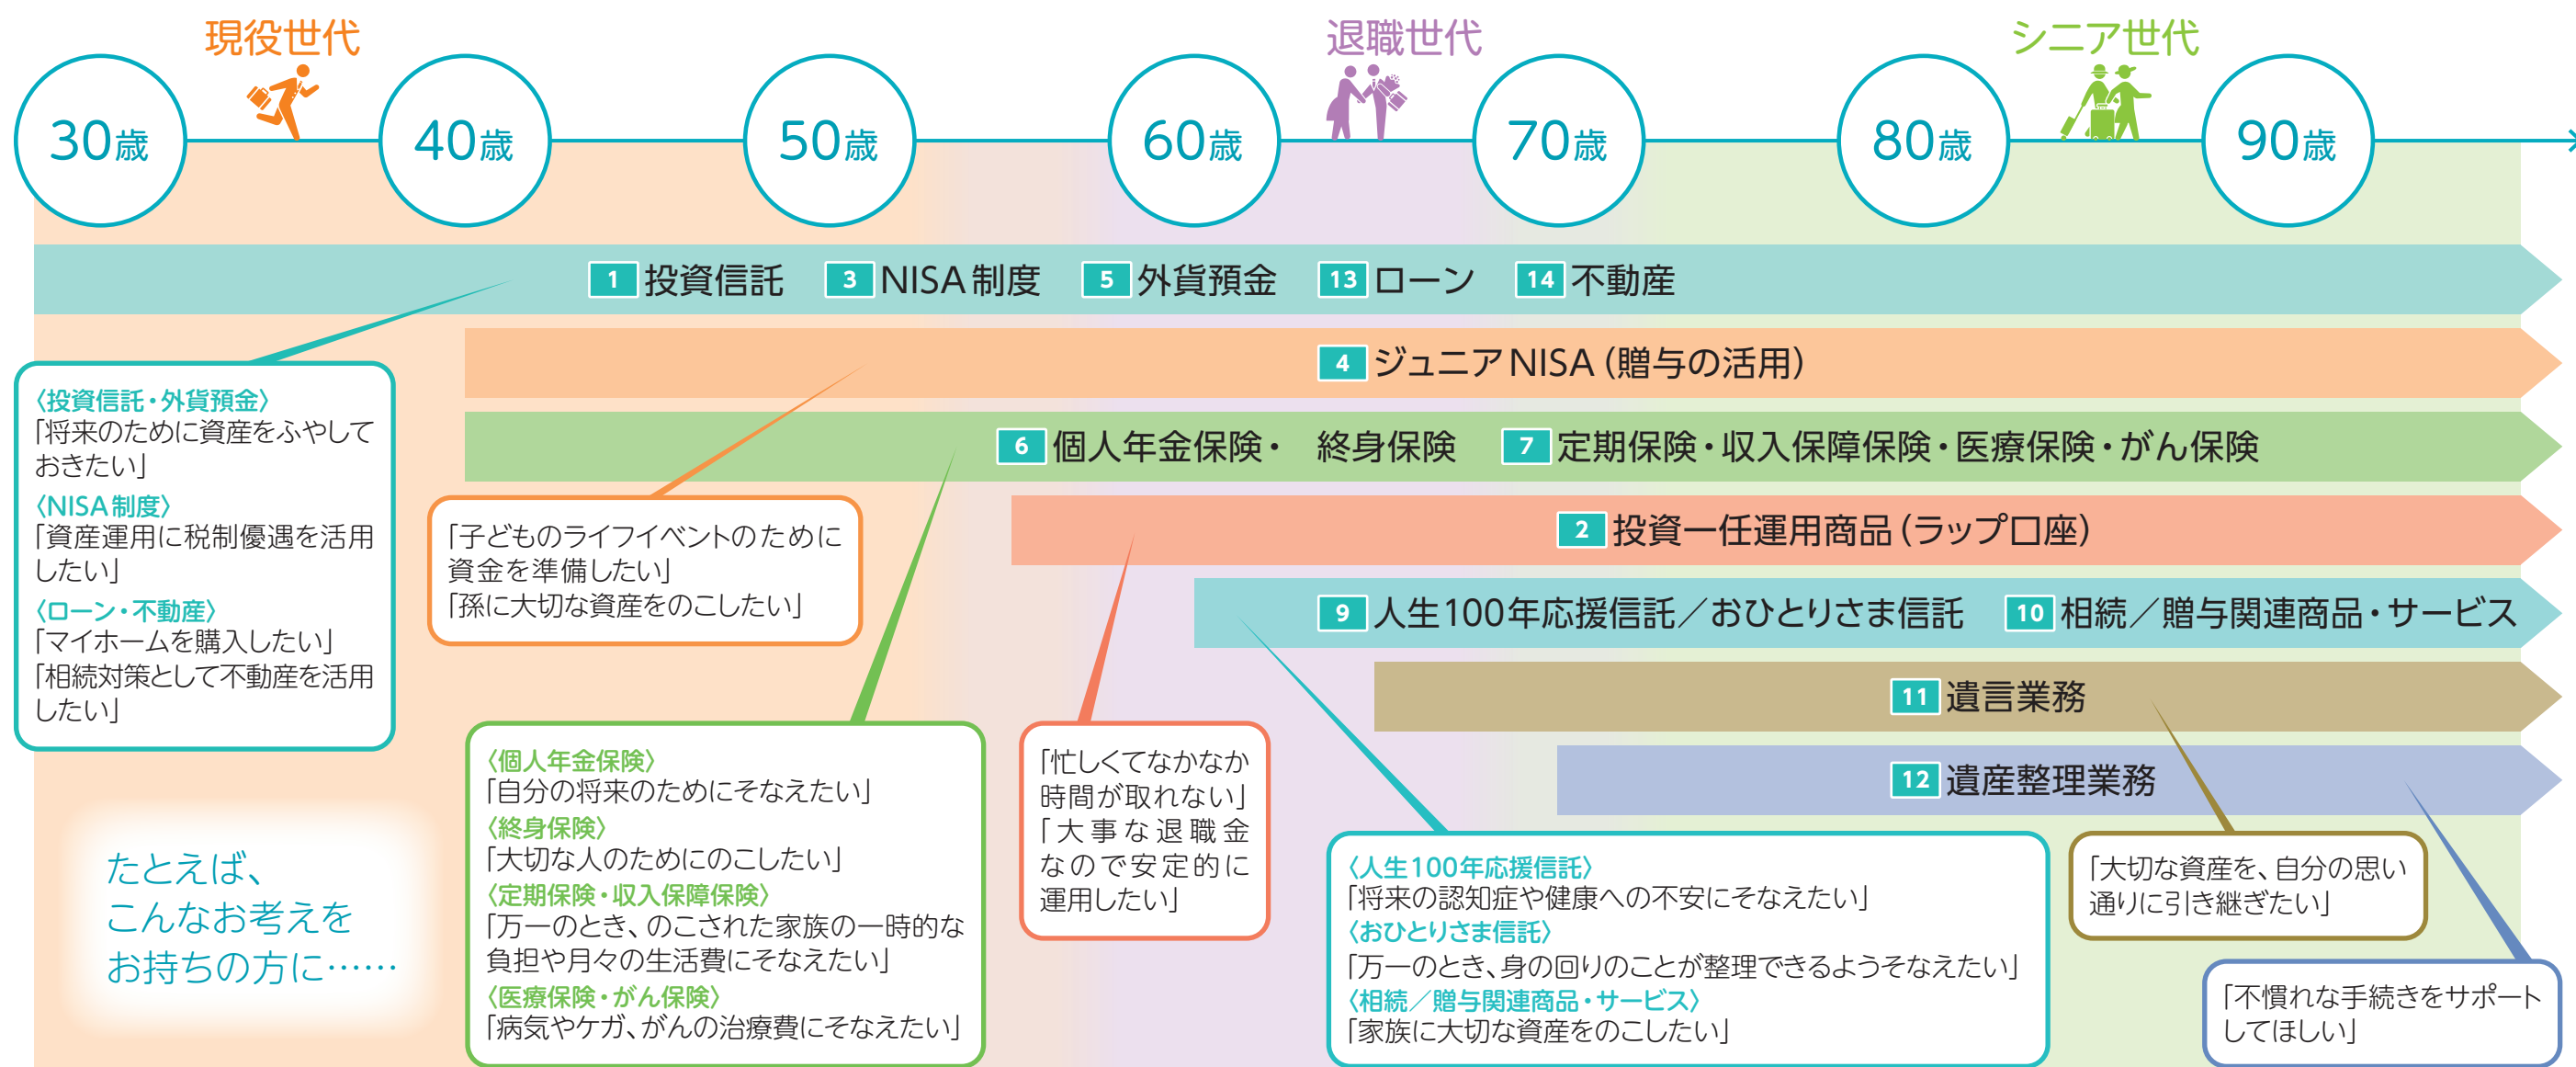 現役世代
退職世代
シニア世代
30歳
40歳
50歳
60歳
70歳
80歳
90歳
1 投資信託 3 NISA制度 5 外貨預金 13 ローン 14 不動産
4 ジュニアNISA(贈与の活用)
6 個人年金保険・ 終身保険 7 定期保険・収入保障保険・医療保険・がん保険
2 投資一任運用商品(ラップ口座)
9 人生100年応援信託/おひとりさま信託 10 相続/贈与関連商品・サービス
11 遺言業務
12 遺産整理業務
〈投資信託・外貨預金〉
「将来のために資産をふやして
おきたい」
〈NISA制度〉
「資産運用に税制優遇を活用
したい」
〈ローン・不動産〉
「マイホームを購入したい」
「相続対策として不動産を活用
したい」
「子どものライフイベントのために
資金を準備したい」
「孫に大切な資産をのこしたい」
〈個人年金保険〉
「自分の将来のためにそなえたい」
〈終身保険〉
「大切な人のためにのこしたい」
〈定期保険・収入保障保険〉
「万一のとき、のこされた家族の一時的な
負担や月々の生活費にそなえたい」
〈医療保険・がん保険〉
「病気やケガ、がんの治療費にそなえたい」
「忙しくてなかなか
時間が取れない」
「大事な退職金
なので安定的に
運用したい」
〈人生100年応援信託〉
「将来の認知症や健康への不安にそなえたい」
〈おひとりさま信託〉
「万一のとき、身の回りのことが整理できるようそなえたい」
〈相続/贈与関連商品・サービス〉
「家族に大切な資産をのこしたい」
「大切な資産を、自分の思い
通りに引き継ぎたい」
「不慣れな手続きをサポート
してほしい」
たとえば、
こんなお考えを
お持ちの方に……